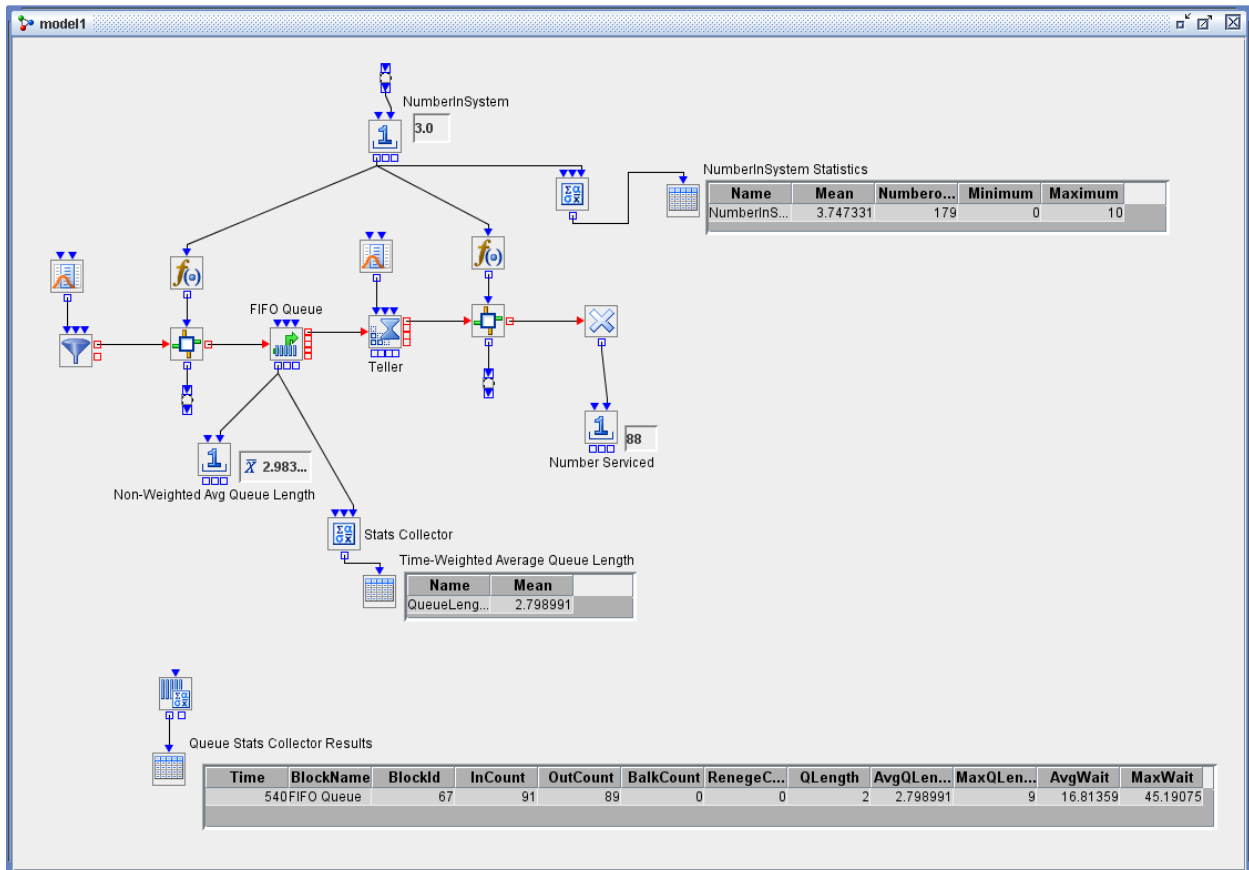 model1
NumberInSystem
3.0
NumberInSystem Statistics
Name Mean Numbero... Minimum Maximum
NumberInS... 3.747331 179 0 10
FIFO Queue
Teller
88
Number Serviced
X̅ 2.983...
Non-Weighted Avg Queue Length
Stats Collector
Time-Weighted Average Queue Length
Name Mean
QueueLeng... 2.798991
Queue Stats Collector Results
Time BlockName BlockId InCount OutCount BalkCount RenegeC... QLength AvgQLen... MaxQLen... AvgWait MaxWait
540 FIFO Queue 67 91 89 0 0 2 2.798991 9 16.81359 45.19075